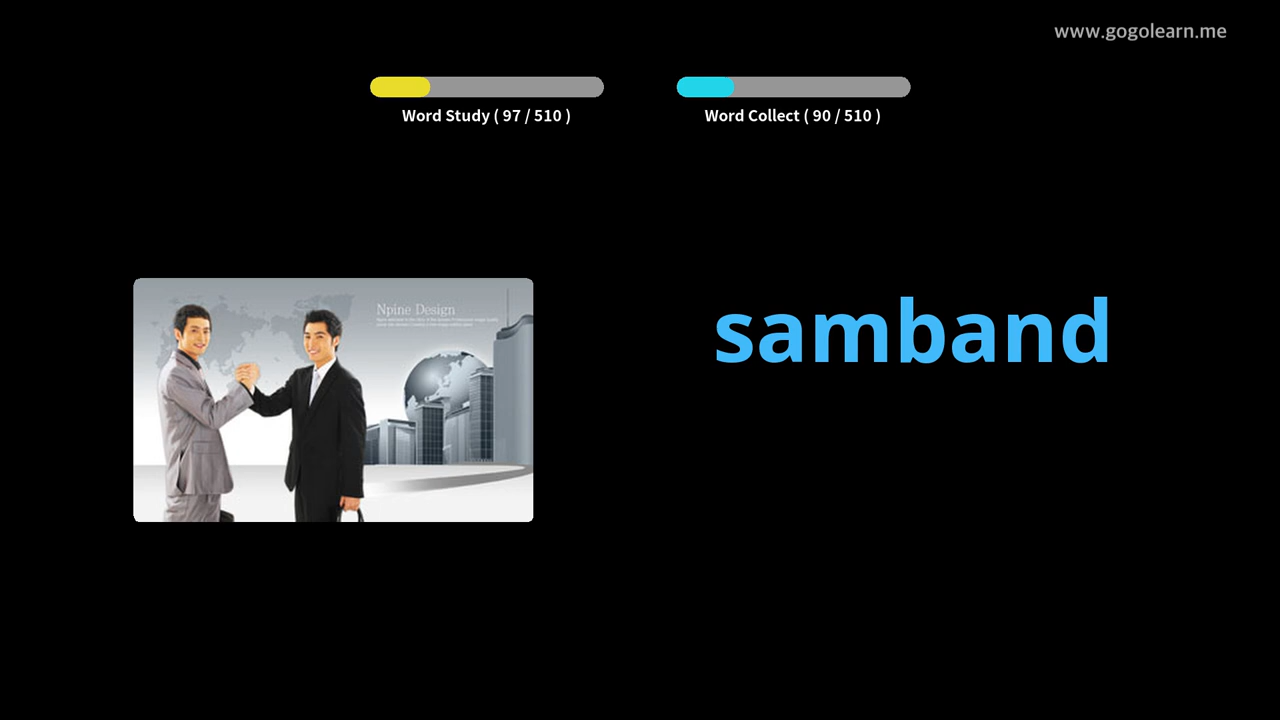 www.gogolearn.me
Word Study ( 97 / 510 )
Word Collect ( 90 / 510 )
Npine Design
samband